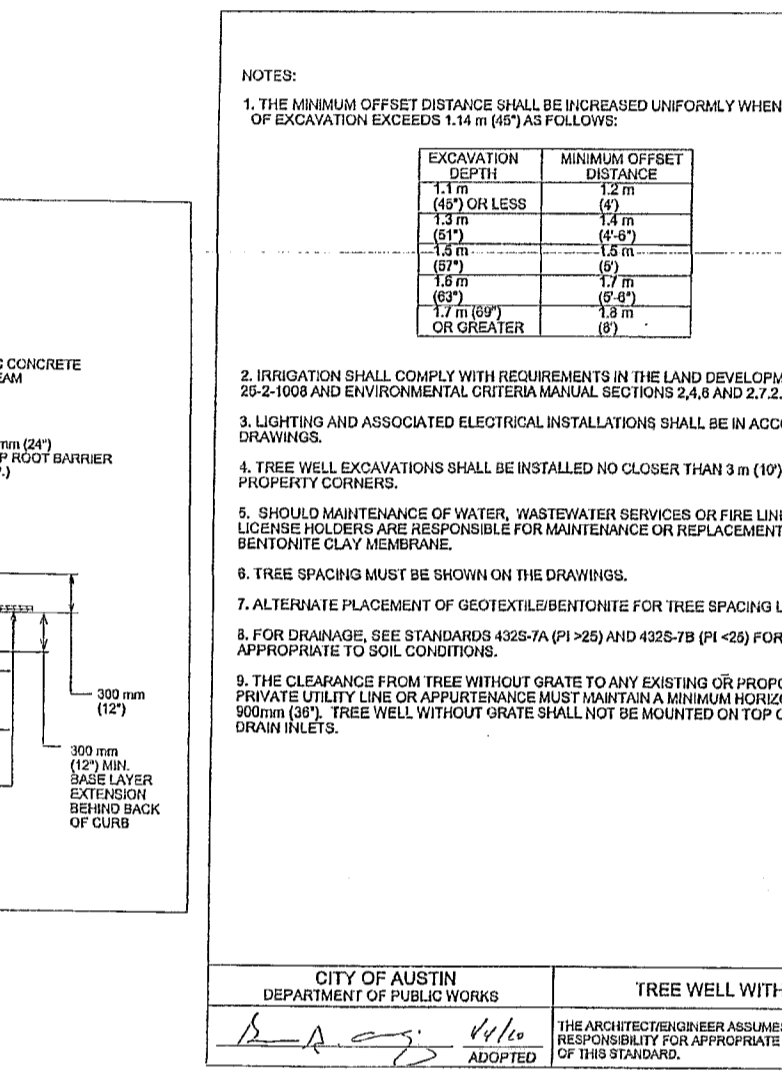 NOTES:
1. THE MINIMUM OFFSET DISTANCE SHALL BE INCREASED UNIFORMLY WHEN
OF EXCAVATION EXCEEDS 1.14 m (45") AS FOLLOWS:
EXCAVATION DEPTH MINIMUM OFFSET DISTANCE
1.1 m 1.2 m
(45") OR LESS (4')
1.3 m 1.4 m
(51") (4'-6")
1.5 m 1.5 m
(57") (5')
1.6 m 1.7 m
(63") (5'-6")
1.7 m (69") 1.8 m
OR GREATER (6')
2. IRRIGATION SHALL COMPLY WITH REQUIREMENTS IN THE LAND DEVELOPM
25-2-1008 AND ENVIRONMENTAL CRITERIA MANUAL SECTIONS 2,4,6 AND 2.7.2.
3. LIGHTING AND ASSOCIATED ELECTRICAL INSTALLATIONS SHALL BE IN ACCO
DRAWINGS.
4. TREE WELL EXCAVATIONS SHALL BE INSTALLED NO CLOSER THAN 3 m (10')
PROPERTY CORNERS.
5. SHOULD MAINTENANCE OF WATER, WASTEWATER SERVICES OR FIRE LINE
LICENSE HOLDERS ARE RESPONSIBLE FOR MAINTENANCE OR REPLACEMENT
BENTONITE CLAY MEMBRANE.
6. TREE SPACING MUST BE SHOWN ON THE DRAWINGS.
7. ALTERNATE PLACEMENT OF GEOTEXTILE/BENTONITE FOR TREE SPACING L
8. FOR DRAINAGE, SEE STANDARDS 432S-7A (PI >25) AND 432S-7B (PI <25) FOR
APPROPRIATE TO SOIL CONDITIONS.
9. THE CLEARANCE FROM TREE WITHOUT GRATE TO ANY EXISTING OR PROPO
PRIVATE UTILITY LINE OR APPURTENANCE MUST MAINTAIN A MINIMUM HORIZO
900mm (36"). TREE WELL WITHOUT GRATE SHALL NOT BE MOUNTED ON TOP O
DRAIN INLETS.
C CONCRETE
EAM
mm (24")
P ROOT BARRIER
.)
300 mm
(12")
300 mm
(12") MIN.
BASE LAYER
EXTENSION
BEHIND BACK
OF CURB
CITY OF AUSTIN
DEPARTMENT OF PUBLIC WORKS
TREE WELL WITH
ADOPTED
THE ARCHITECT/ENGINEER ASSUMES
RESPONSIBILITY FOR APPROPRIATE
OF THIS STANDARD.